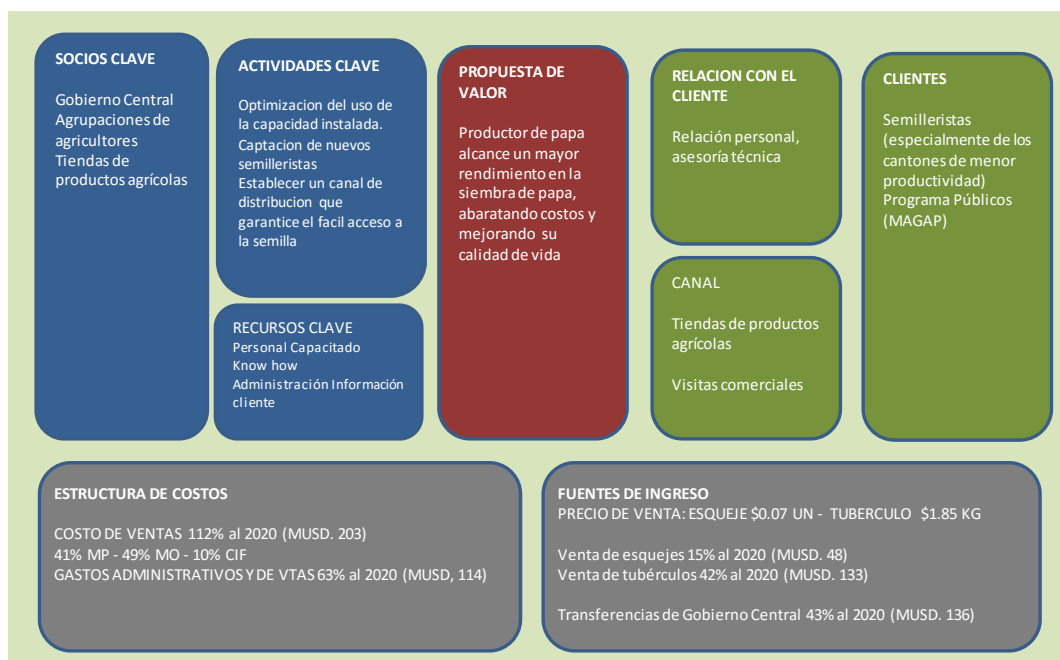 SOCIOS CLAVE
Gobierno Central
Agrupaciones de
agricultores
Tiendas de
productos agrícolas
ACTIVIDADES CLAVE
Optimizacion del uso de
la capacidad instalada.
Captacion de nuevos
semilleristas
Establecer un canal de
distribucion que
garantice el facil acceso a
la semilla
RECURSOS CLAVE
Personal Capacitado
Know how
Administración Información
cliente
PROPUESTA DE
VALOR
Productor de papa
alcance un mayor
rendimiento en la
siembra de papa,
abaratando costos y
mejorando su
calidad de vida
RELACION CON EL
CLIENTE
Relación personal,
asesoría técnica
CANAL
Tiendas de productos
agrícolas
Visitas comerciales
CLIENTES
Semilleristas
(especialmente de los
cantones de menor
productividad)
Programa Públicos
(MAGAP)
ESTRUCTURA DE COSTOS
COSTO DE VENTAS 112% al 2020 (MUSD. 203)
41% MP - 49% MO - 10% CIF
GASTOS ADMINISTRATIVOS Y DE VTAS 63% al 2020 (MUSD, 114)
FUENTES DE INGRESO
PRECIO DE VENTA: ESQUEJE $0.07 UN - TUBERCULO $1.85 KG
Venta de esquejes 15% al 2020 (MUSD. 48)
Venta de tubérculos 42% al 2020 (MUSD. 133)
Transferencias de Gobierno Central 43% al 2020 (MUSD. 136)